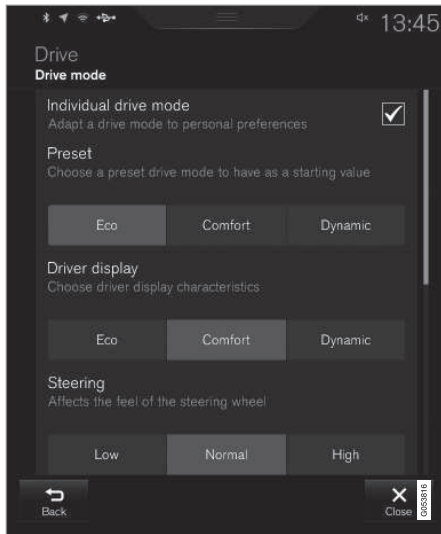 13:45
Drive
Drive mode
Individual drive mode
Adapt a drive mode to personal preferences
Preset
Choose a preset drive mode to have as a starting value
Eco Comfort Dynamic
Driver display
Choose driver display characteristics
Eco Comfort Dynamic
Steering
Affects the feel of the steering wheel
Low Normal High
Back Close
G053816